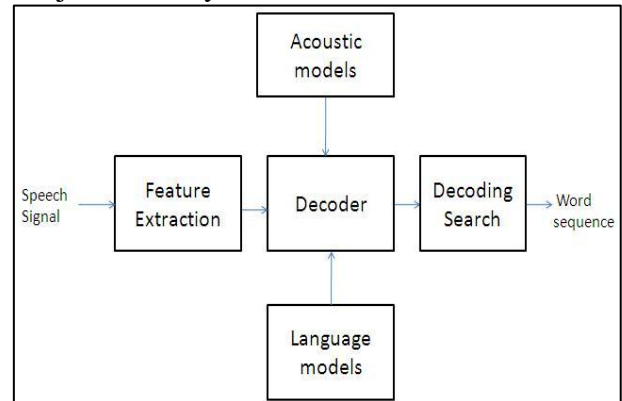 Acoustic
models
Speech
Signal
Feature
Extraction
Decoder
Decoding
Search
Word
sequence
Language
models